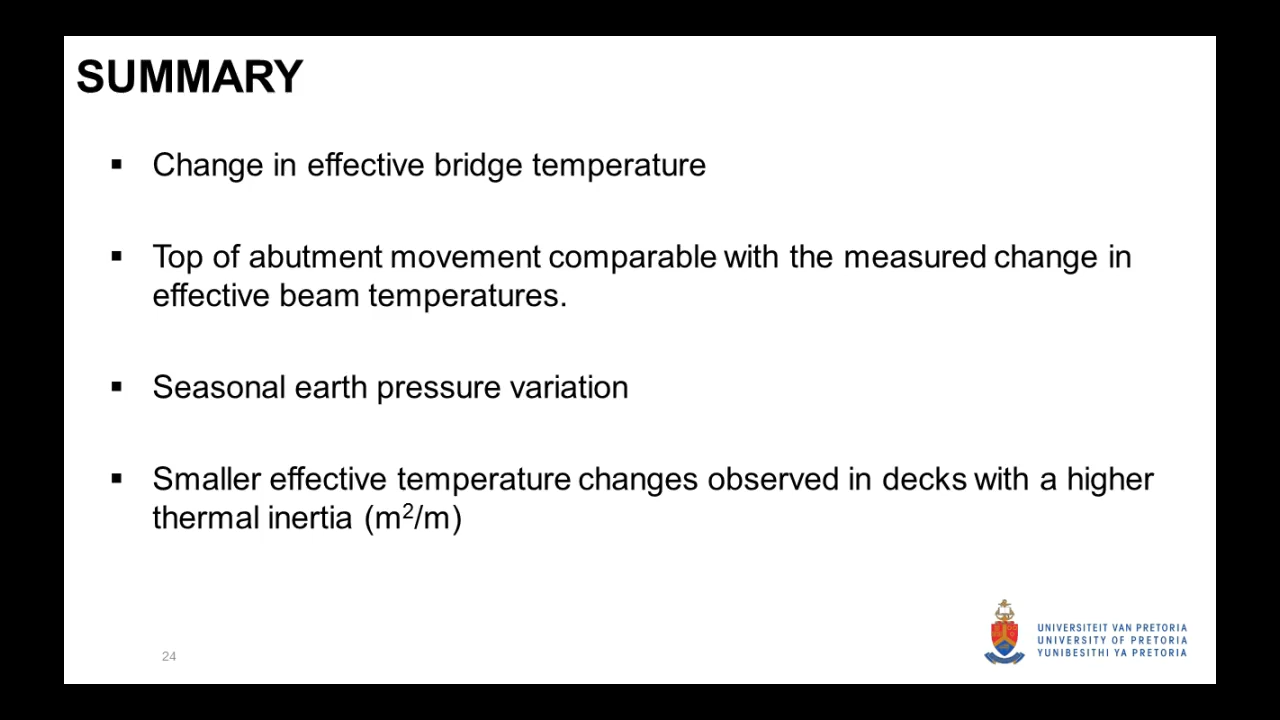 SUMMARY
▪ Change in effective bridge temperature
▪ Top of abutment movement comparable with the measured change in
effective beam temperatures.
▪ Seasonal earth pressure variation
▪ Smaller effective temperature changes observed in decks with a higher
thermal inertia (m²/m)
24
UNIVERSITEIT VAN PRETORIA
UNIVERSITY OF PRETORIA
YUNIBESITHI YA PRETORIA